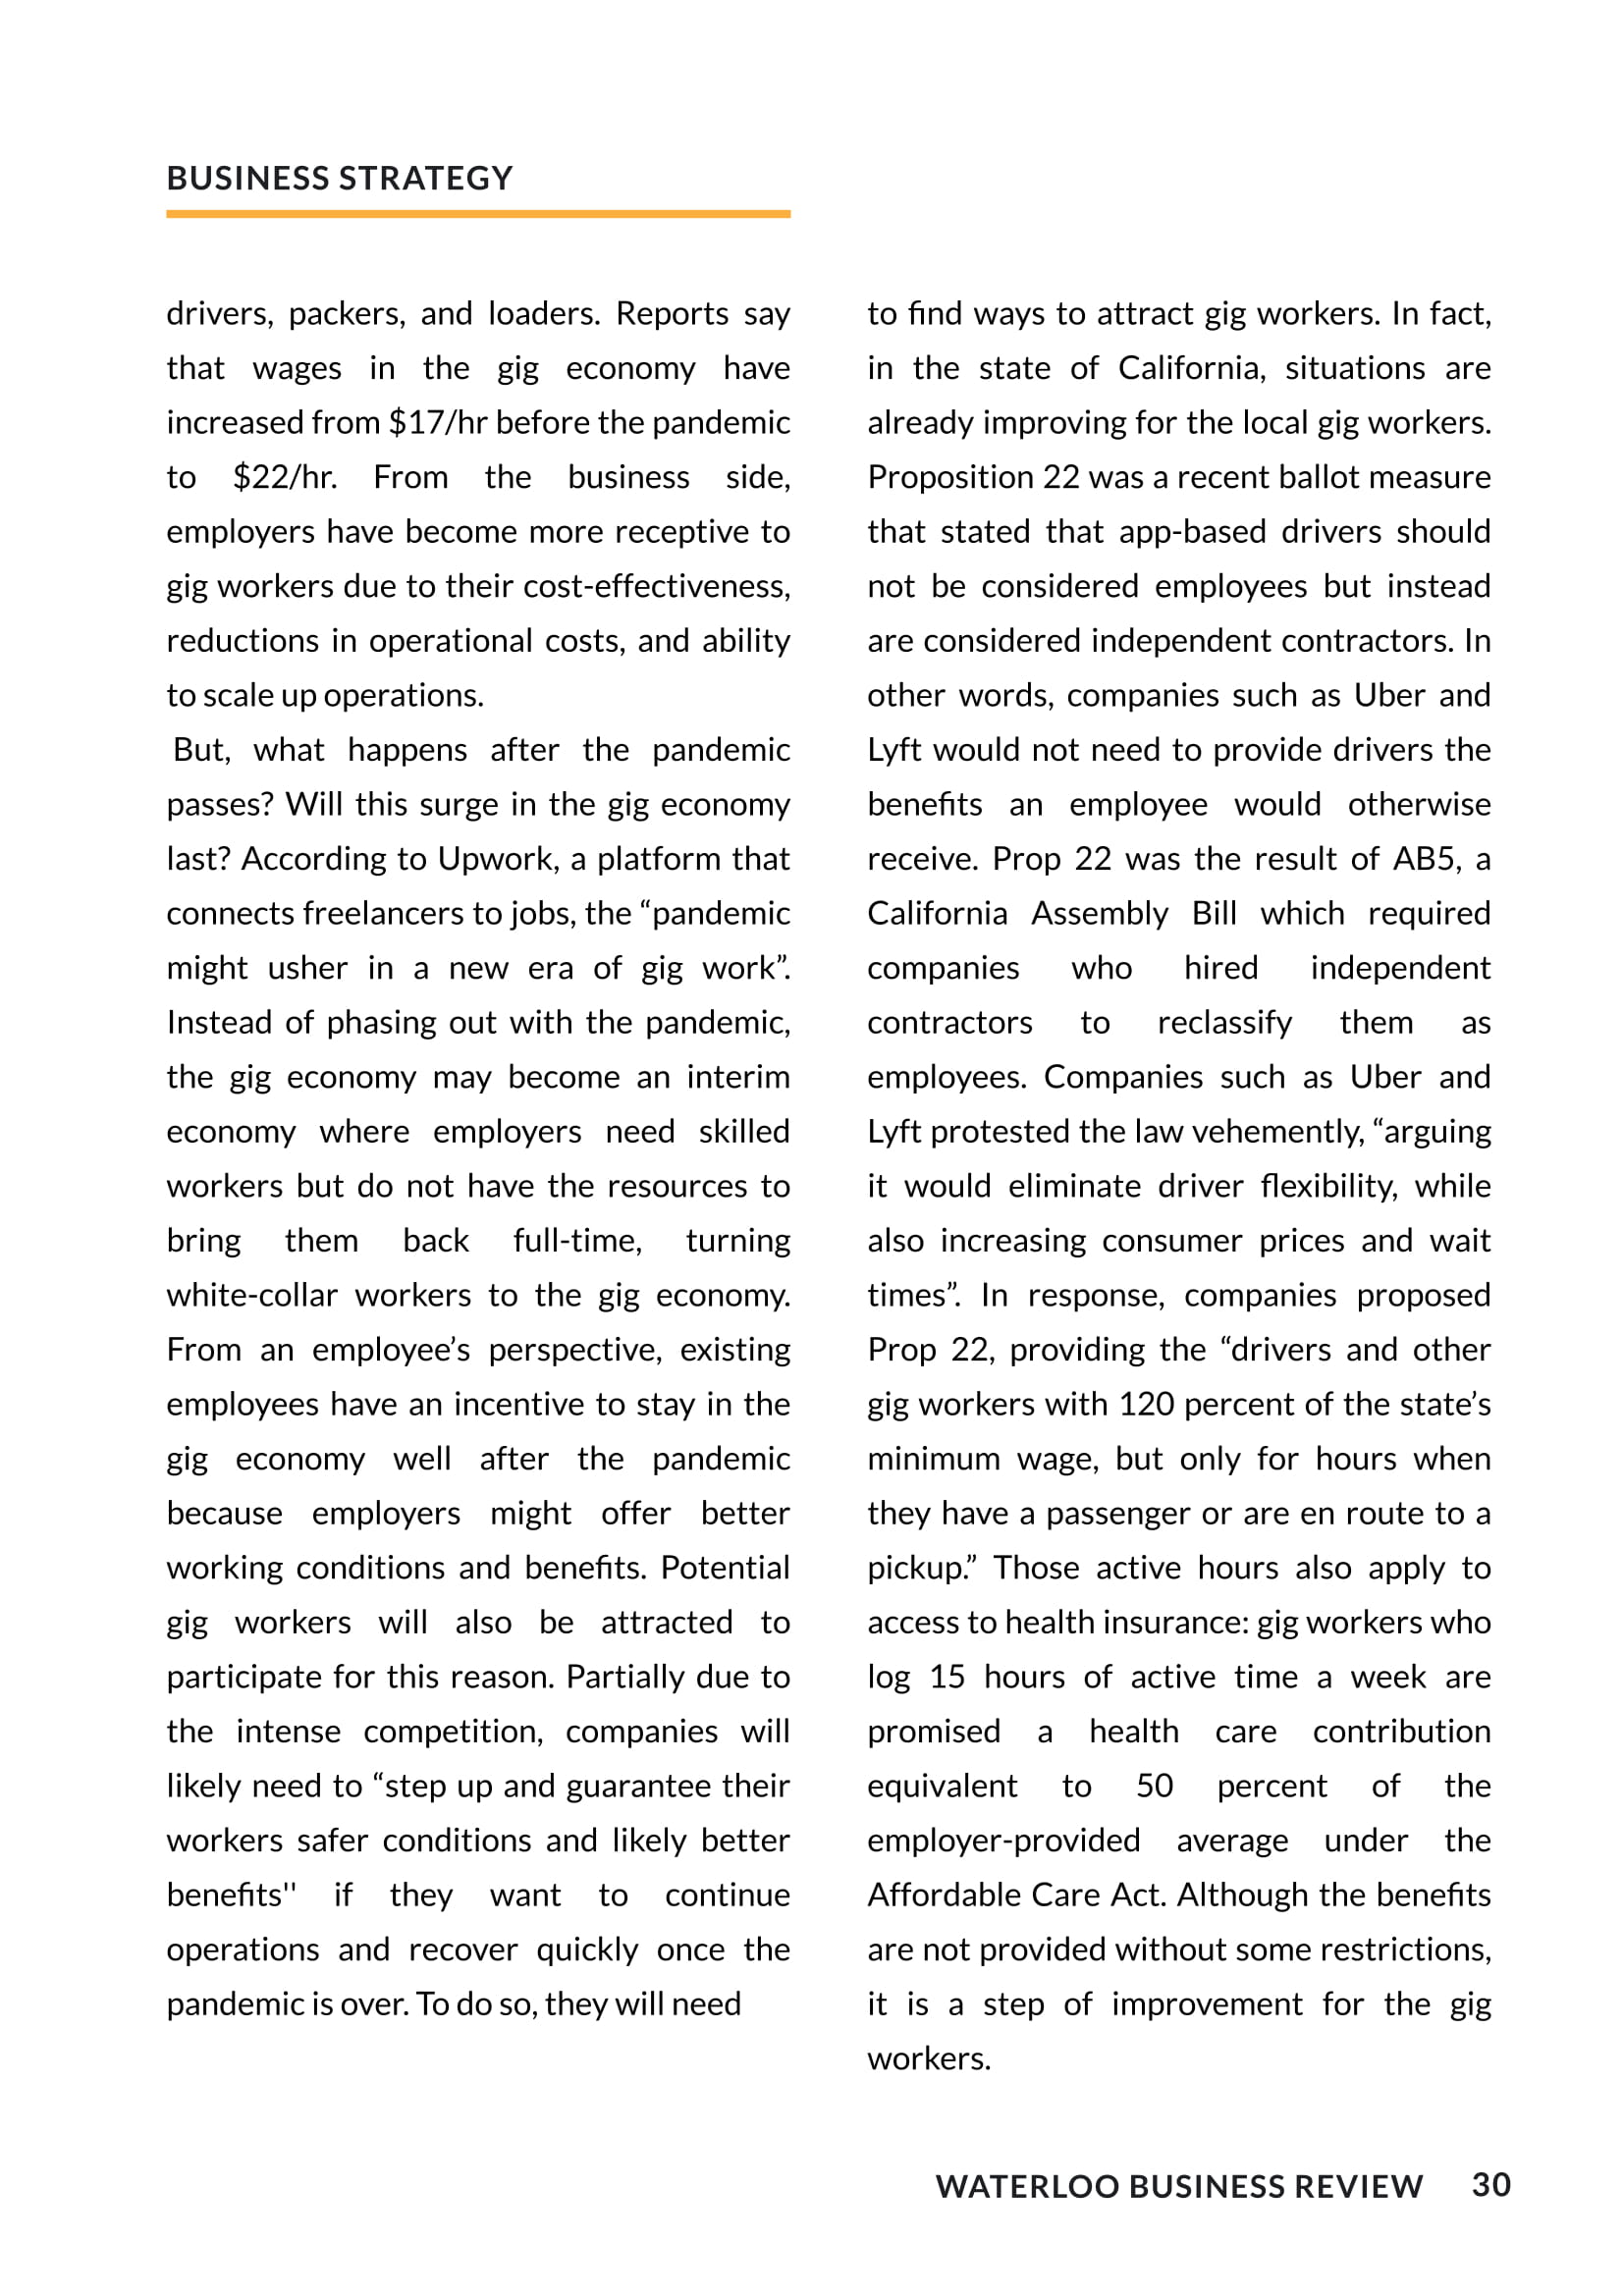 BUSINESS STRATEGY
drivers, packers, and loaders. Reports say
that wages in the gig economy have
increased from $17/hr before the pandemic
to $22/hr. From the business side,
employers have become more receptive to
gig workers due to their cost-effectiveness,
reductions in operational costs, and ability
to scale up operations.
But, what happens after the pandemic
passes? Will this surge in the gig economy
last? According to Upwork, a platform that
connects freelancers to jobs, the “pandemic
might usher in a new era of gig work”.
Instead of phasing out with the pandemic,
the gig economy may become an interim
economy where employers need skilled
workers but do not have the resources to
bring them back full-time, turning
white-collar workers to the gig economy.
From an employee’s perspective, existing
employees have an incentive to stay in the
gig economy well after the pandemic
because employers might offer better
working conditions and benefits. Potential
gig workers will also be attracted to
participate for this reason. Partially due to
the intense competition, companies will
likely need to “step up and guarantee their
workers safer conditions and likely better
benefits'' if they want to continue
operations and recover quickly once the
pandemic is over. To do so, they will need
to find ways to attract gig workers. In fact,
in the state of California, situations are
already improving for the local gig workers.
Proposition 22 was a recent ballot measure
that stated that app-based drivers should
not be considered employees but instead
are considered independent contractors. In
other words, companies such as Uber and
Lyft would not need to provide drivers the
benefits an employee would otherwise
receive. Prop 22 was the result of AB5, a
California Assembly Bill which required
companies who hired independent
contractors to reclassify them as
employees. Companies such as Uber and
Lyft protested the law vehemently, “arguing
it would eliminate driver flexibility, while
also increasing consumer prices and wait
times”. In response, companies proposed
Prop 22, providing the “drivers and other
gig workers with 120 percent of the state’s
minimum wage, but only for hours when
they have a passenger or are en route to a
pickup.” Those active hours also apply to
access to health insurance: gig workers who
log 15 hours of active time a week are
promised a health care contribution
equivalent to 50 percent of the
employer-provided average under the
Affordable Care Act. Although the benefits
are not provided without some restrictions,
it is a step of improvement for the gig
workers.
WATERLOO BUSINESS REVIEW 30